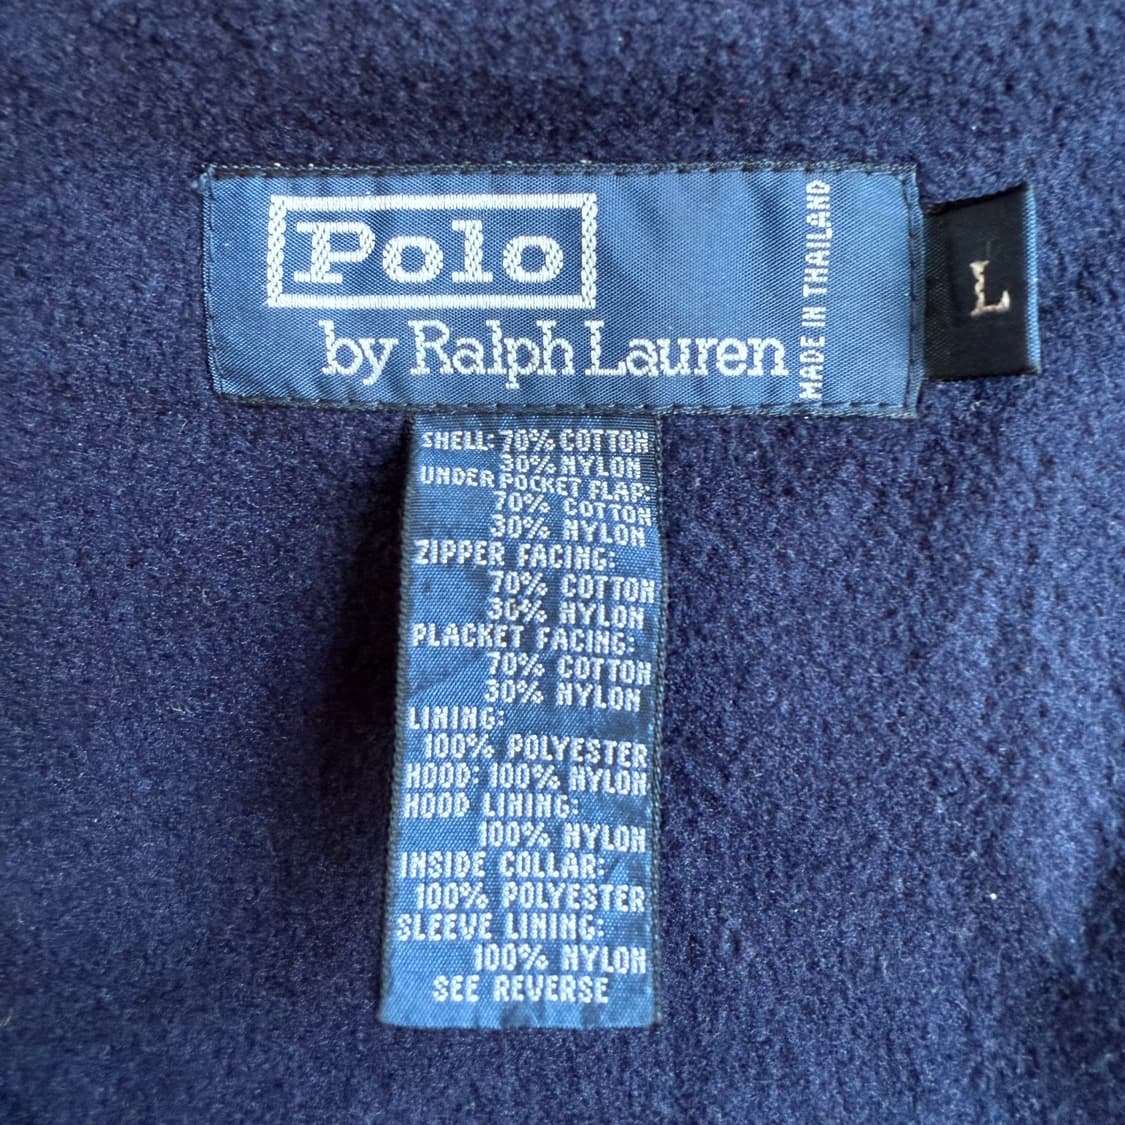 Polo
by Ralph Lauren
MADE IN THAILAND
L
SHELL: 70% COTTON
30% NYLON
UNDER POCKET FLAP:
70% COTTON
30% NYLON
ZIPPER FACING:
70% COTTON
30% NYLON
PLACKET FACING:
70% COTTON
30% NYLON
LINING:
100% POLYESTER
HOOD: 100% NYLON
HOOD LINING:
100% NYLON
INSIDE COLLAR:
100% POLYESTER
SLEEVE LINING:
100% NYLON
SEE REVERSE